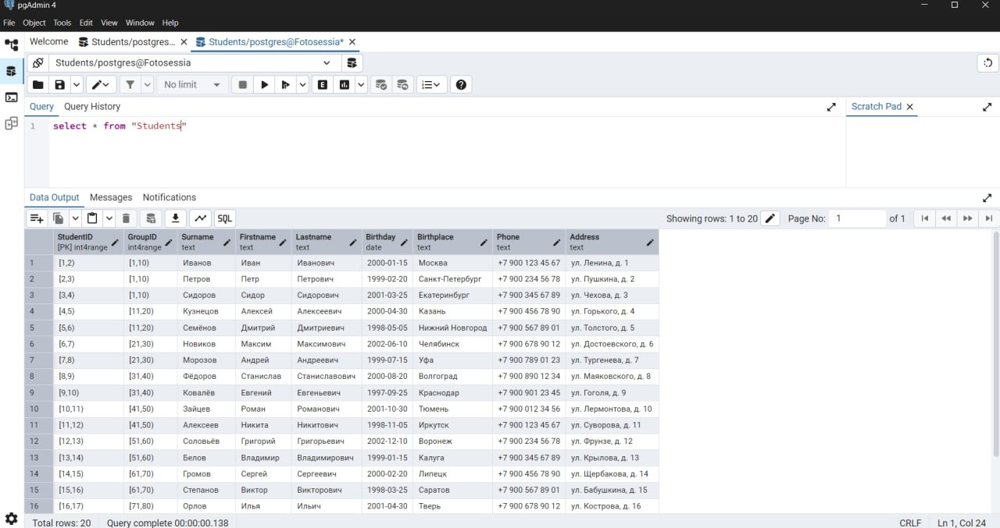 pgAdmin 4
File Object Tools Edit View Window Help
Welcome Students/postgres... Students/postgres@Fotosessia*
Students/postgres@Fotosessia
No limit E
Query Query History Scratch Pad
1 select * from "Students"
Data Output Messages Notifications
SQL Showing rows: 1 to 20 Page No: 1 of 1
StudentID GroupID Surname Firstname Lastname Birthday Birthplace Phone Address
[PK] int4range int4range text text text date text text text
1 [1,2) [1,10) Иванов Иван Иванович 2000-01-15 Москва +7 900 123 45 67 ул. Ленина, д. 1
2 [2,3) [1,10) Петров Петр Петрович 1999-02-20 Санкт-Петербург +7 900 234 56 78 ул. Пушкина, д. 2
3 [3,4) [1,10) Сидоров Сидор Сидорович 2001-03-25 Екатеринбург +7 900 345 67 89 ул. Чехова, д. 3
4 [4,5) [11,20) Кузнецов Алексей Алексеевич 2000-04-30 Казань +7 900 456 78 90 ул. Горького, д. 4
5 [5,6) [11,20) Семёнов Дмитрий Дмитриевич 1998-05-05 Нижний Новгород +7 900 567 89 01 ул. Толстого, д. 5
6 [6,7) [21,30) Новиков Максим Максимович 2002-06-10 Челябинск +7 900 678 90 12 ул. Достоевского, д. 6
7 [7,8) [21,30) Морозов Андрей Андреевич 1999-07-15 Уфа +7 900 789 01 23 ул. Тургенева, д. 7
8 [8,9) [31,40) Фёдоров Станислав Станиславович 2000-08-20 Волгоград +7 900 890 12 34 ул. Маяковского, д. 8
9 [9,10) [31,40) Ковалёв Евгений Евгеньевич 1997-09-25 Краснодар +7 900 901 23 45 ул. Гоголя, д. 9
10 [10,11) [41,50) Зайцев Роман Романович 2001-10-30 Тюмень +7 900 012 34 56 ул. Лермонтова, д. 10
11 [11,12) [41,50) Алексеев Никита Никитович 1998-11-05 Иркутск +7 900 123 45 67 ул. Суворова, д. 11
12 [12,13) [51,60) Соловьёв Григорий Григорьевич 2002-12-10 Воронеж +7 900 234 56 78 ул. Фрунзе, д. 12
13 [13,14) [51,60) Белов Владимир Владимирович 1999-01-15 Калуга +7 900 345 67 89 ул. Крылова, д. 13
14 [14,15) [61,70) Громов Сергей Сергеевич 2000-02-20 Липецк +7 900 456 78 90 ул. Щербакова, д. 14
15 [15,16) [61,70) Степанов Виктор Викторович 1998-03-25 Саратов +7 900 567 89 01 ул. Бабушкина, д. 15
16 [16,17) [71,80) Орлов Илья Ильич 2001-04-30 Тверь +7 900 678 90 12 ул. Кострова, д. 16
Total rows: 20 Query complete 00:00:00.138 CRLF Ln 1, Col 24